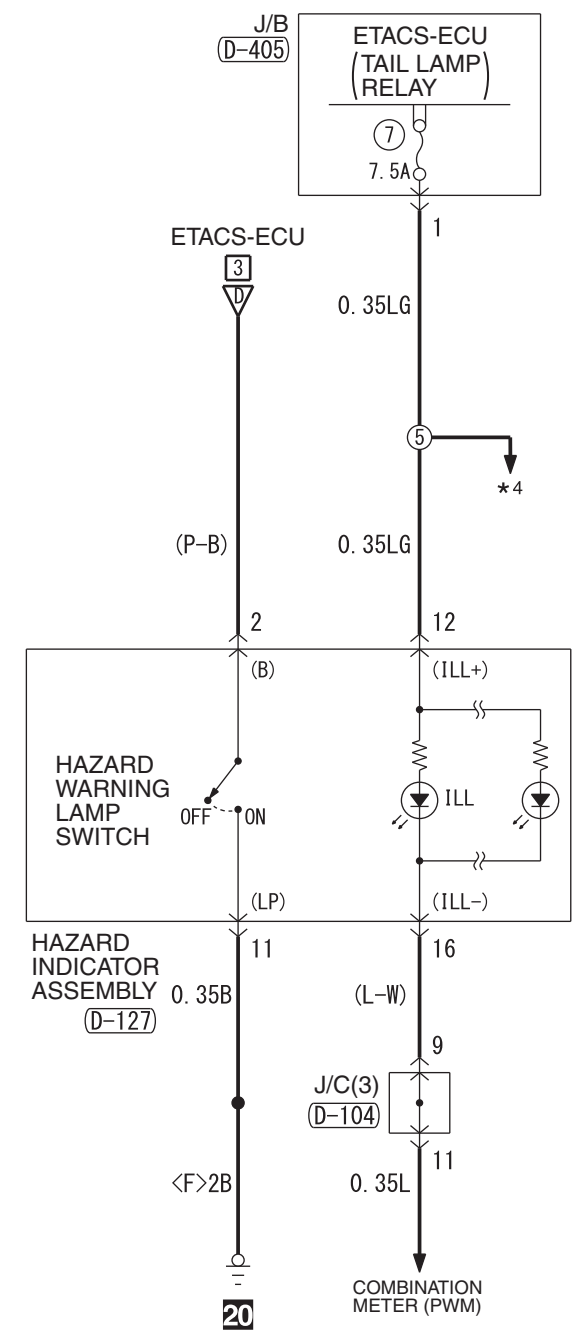 J/B
(D-405)
ETACS-ECU
(TAIL LAMP
RELAY)
7
7.5A
1
ETACS-ECU
3
D
0.35LG
5
*4
(P-B)
0.35LG
2
12
(B)
(ILL+)
HAZARD
WARNING
LAMP
SWITCH
OFF
ON
ILL
(LP)
(ILL-)
HAZARD
INDICATOR
ASSEMBLY
(D-127)
11
16
0.35B
(L-W)
9
J/C(3)
(D-104)
11
<F>2B
0.35L
20
COMBINATION
METER (PWM)